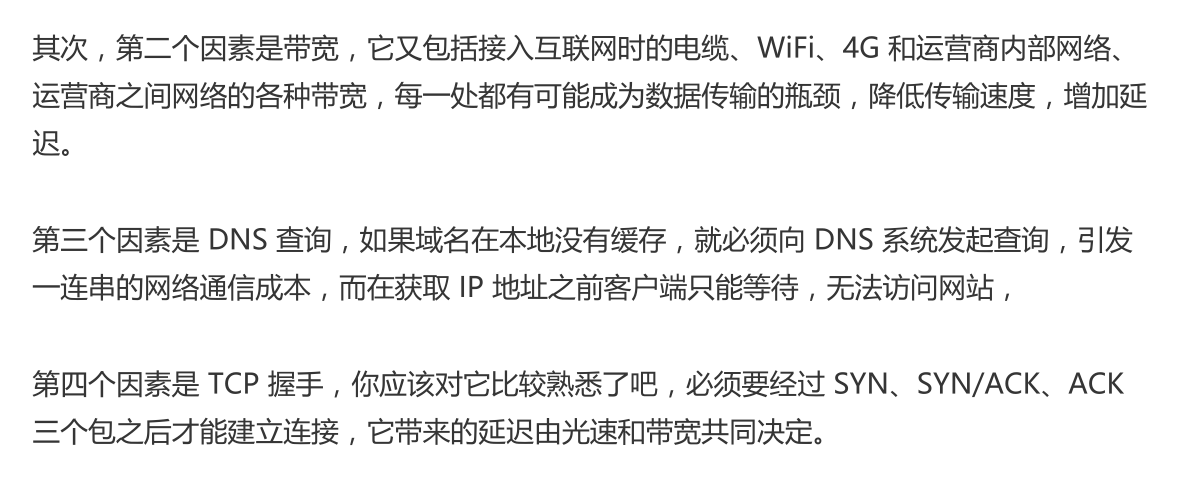 其次，第二个因素是带宽，它又包括接入互联网时的电缆、WiFi、4G 和运营商内部网络、
运营商之间网络的各种带宽，每一处都有可能成为数据传输的瓶颈，降低传输速度，增加延
迟。
第三个因素是 DNS 查询，如果域名在本地没有缓存，就必须向 DNS 系统发起查询，引发
一连串的网络通信成本，而在获取 IP 地址之前客户端只能等待，无法访问网站，
第四个因素是 TCP 握手，你应该对它比较熟悉了吧，必须要经过 SYN、SYN/ACK、ACK
三个包之后才能建立连接，它带来的延迟由光速和带宽共同决定。